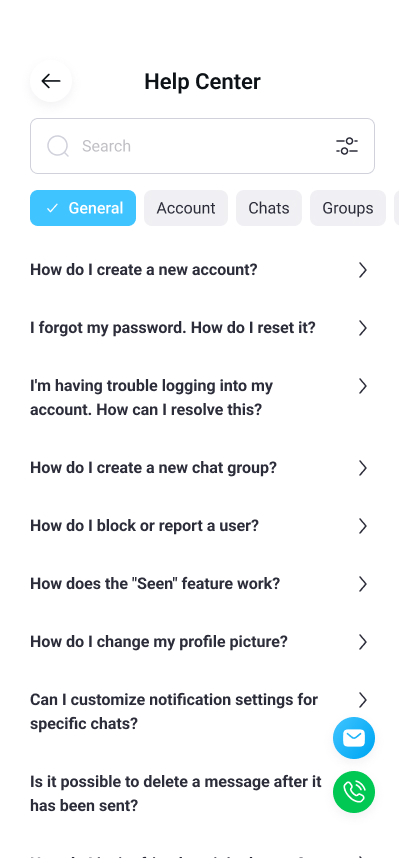 Help Center
Search
General
Account
Chats
Groups
How do I create a new account?
I forgot my password. How do I reset it?
I'm having trouble logging into my
account. How can I resolve this?
How do I create a new chat group?
How do I block or report a user?
How does the "Seen" feature work?
How do I change my profile picture?
Can I customize notification settings for
specific chats?
Is it possible to delete a message after it
has been sent?